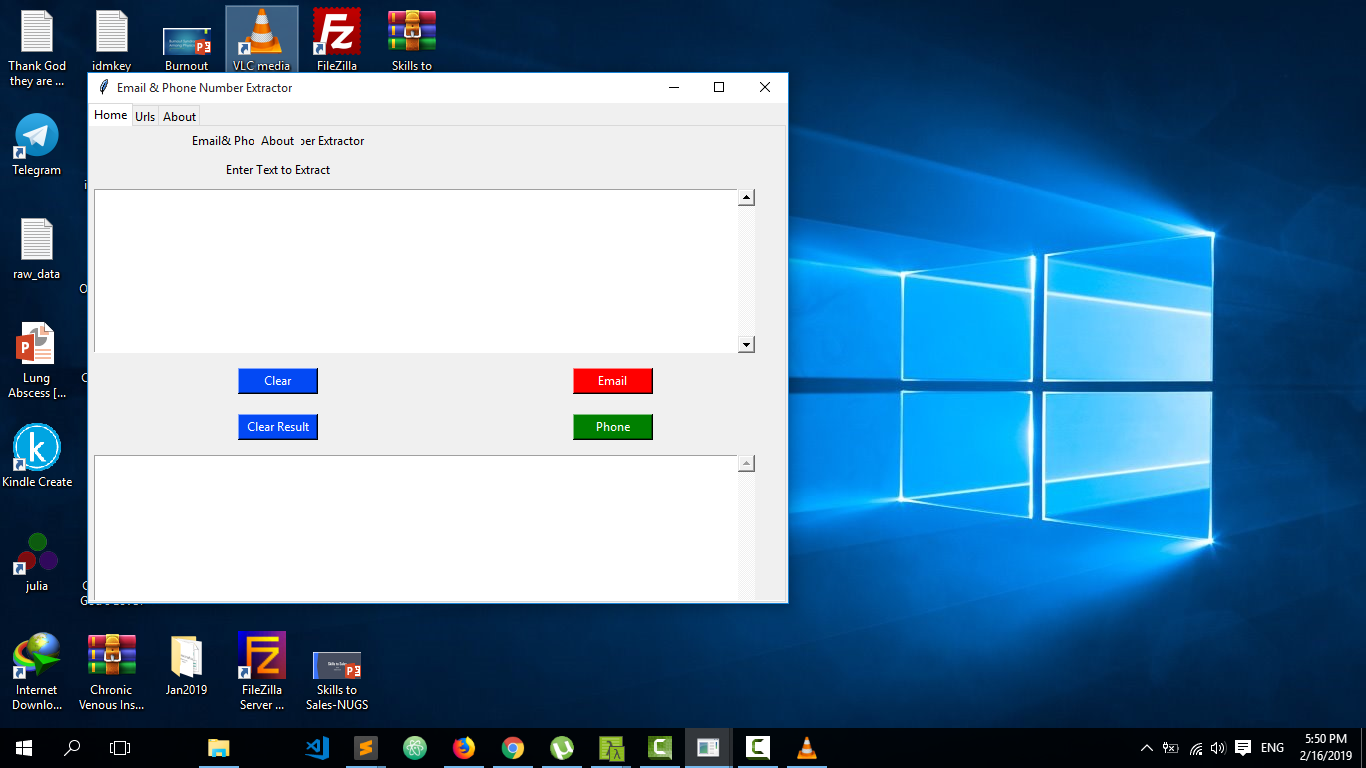 Thank God
they are ...
idmkey
Burnout
VLC media
FileZilla
Skills to
Email & Phone Number Extractor
Home
Urls
About
Email& Pho
About
per Extractor
Enter Text to Extract
Clear
Email
Clear Result
Phone
Telegram
raw_data
Lung
Abscess [...
Kindle Create
julia
Internet
Downlo...
Chronic
Venous Ins...
Jan2019
FileZilla
Server ...
Skills to
Sales-NUGS
ENG
5:50 PM
2/16/2019